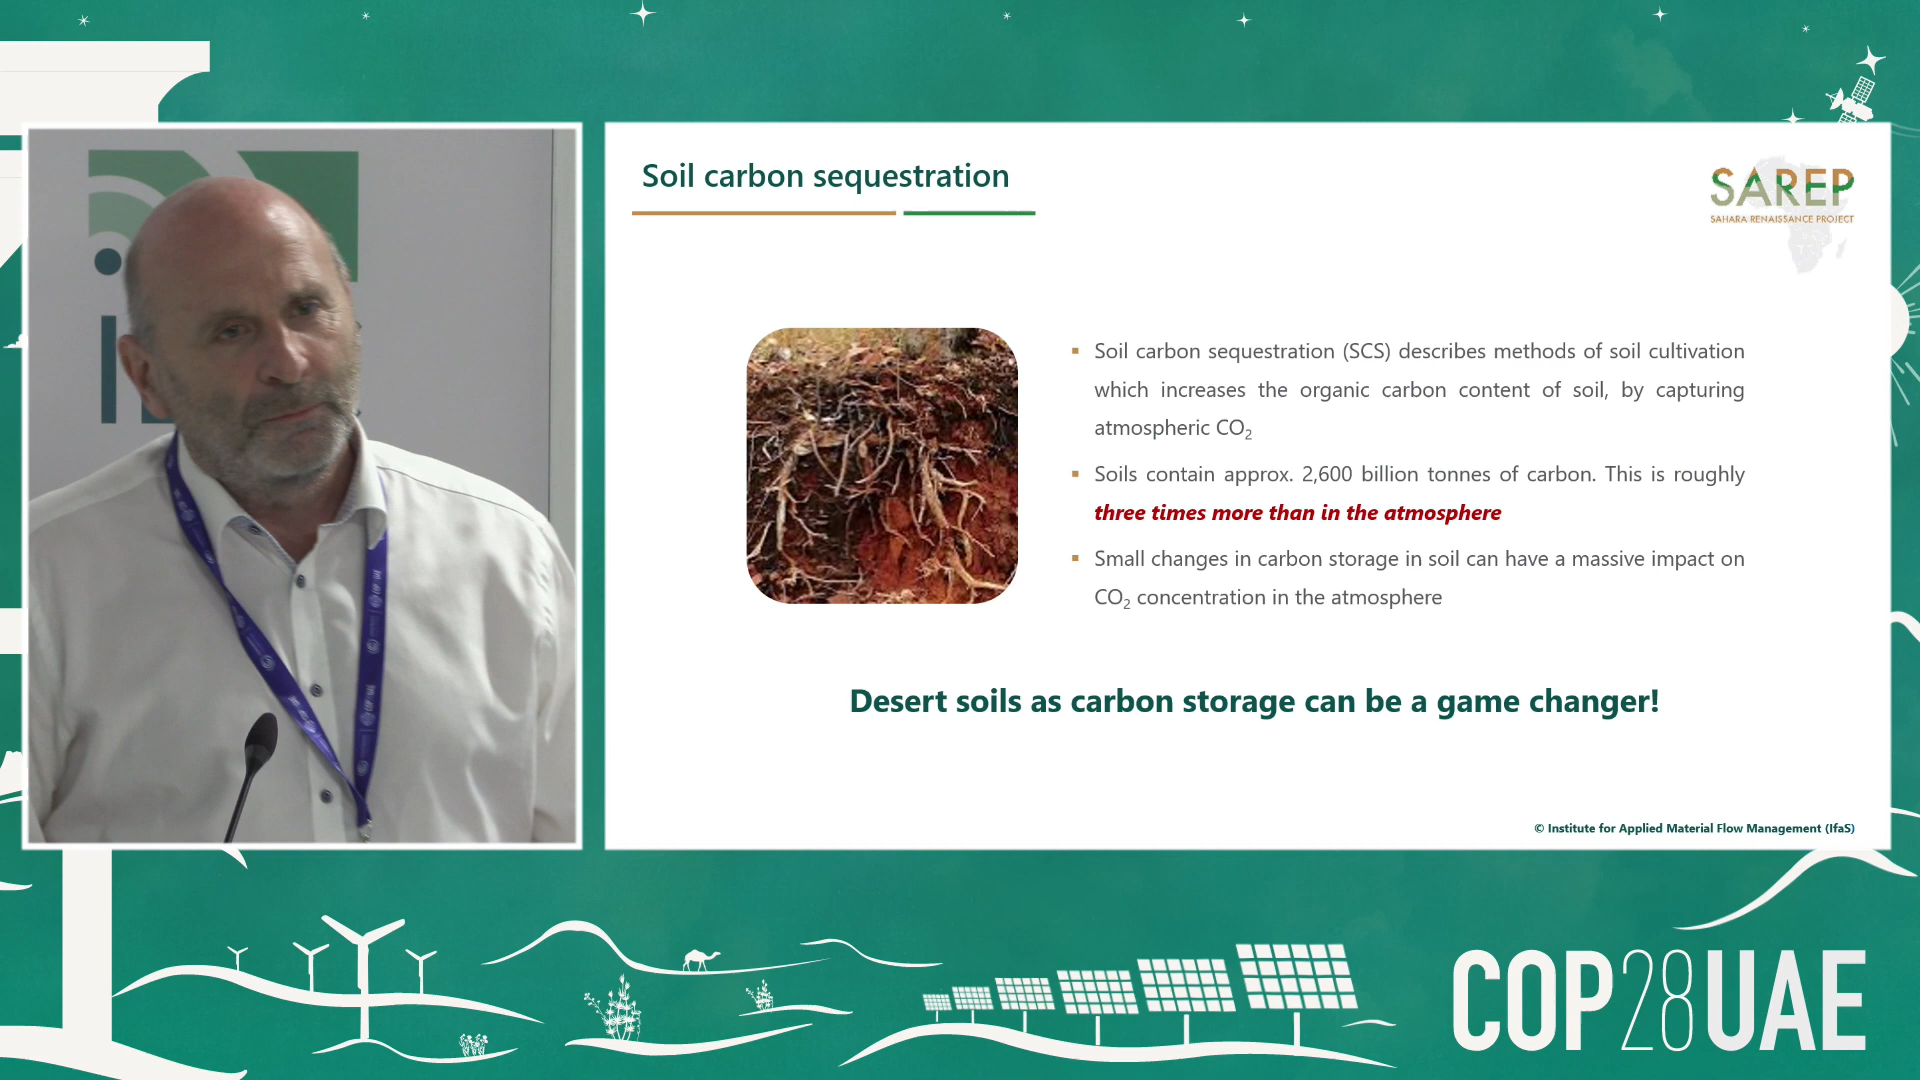 Soil carbon sequestration
SAREP
SAHARA RENAISSANCE PROJECT
▪ Soil carbon sequestration (SCS) describes methods of soil cultivation
which increases the organic carbon content of soil, by capturing
atmospheric CO₂
▪ Soils contain approx. 2,600 billion tonnes of carbon. This is roughly
three times more than in the atmosphere
▪ Small changes in carbon storage in soil can have a massive impact on
CO₂ concentration in the atmosphere
Desert soils as carbon storage can be a game changer!
© Institute for Applied Material Flow Management (IfaS)
COP28UAE